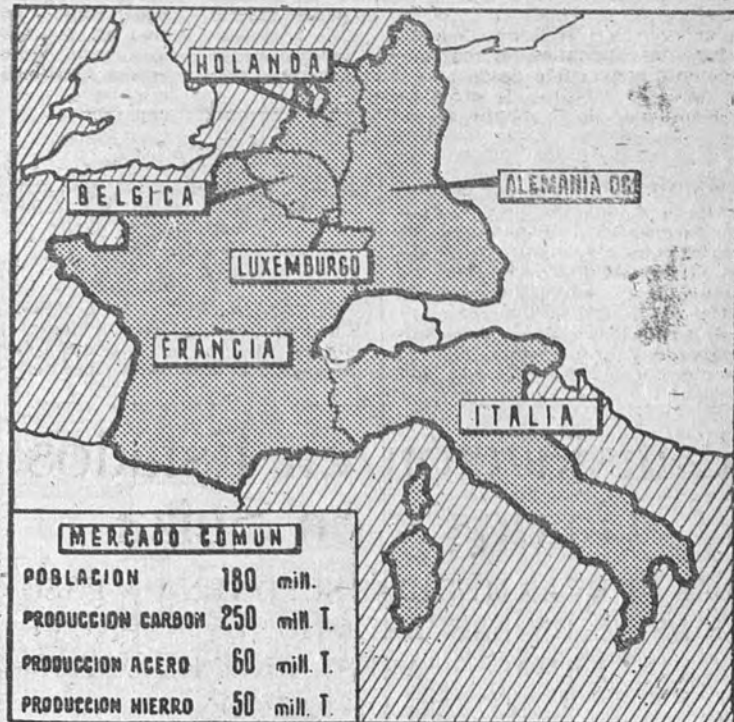 HOLANDA
BELGICA
ALEMANIA
LUXEMBURGO
FRANCIA
ITALIA
MERCADO COMUN
POBLACION 180 mill.
PRODUCCION CARBON 250 mill. T.
PRODUCCION ACERO 60 mill. T.
PRODUCCION HIERRO 50 mill. T.